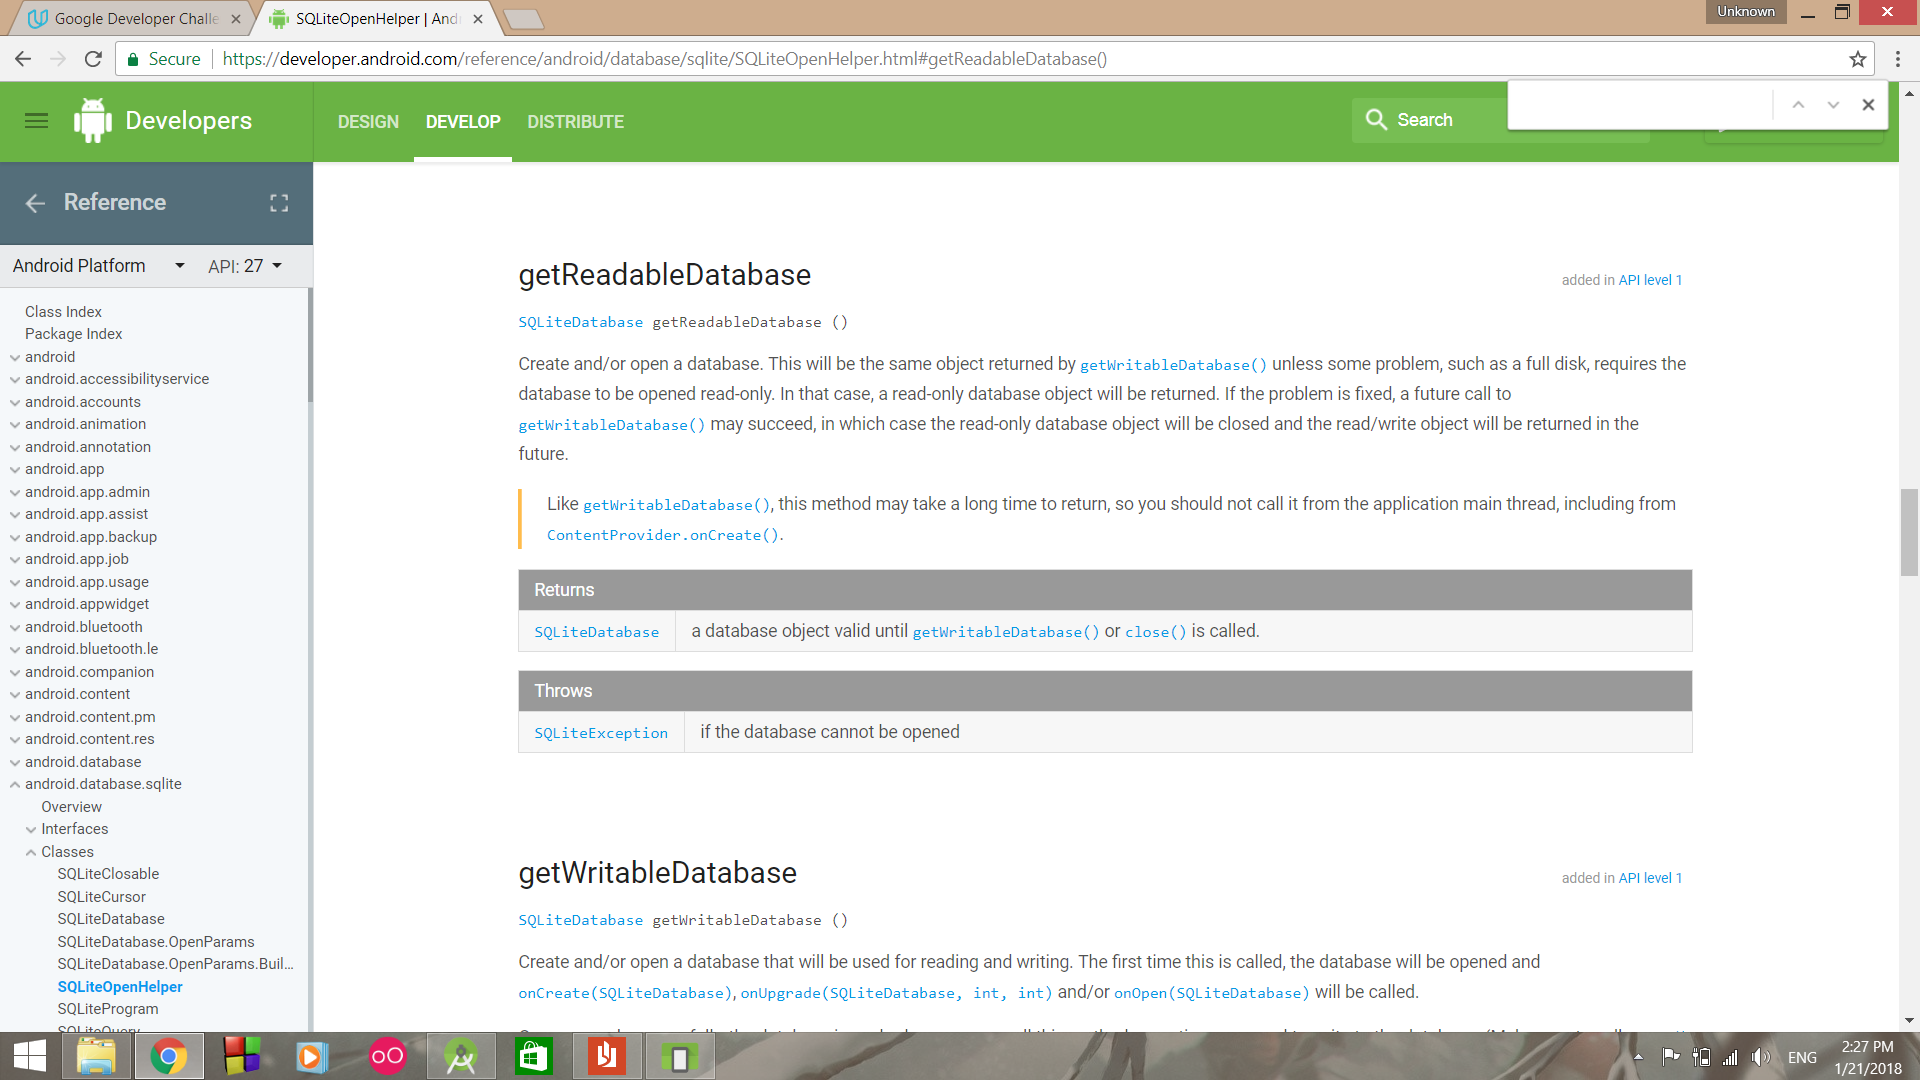 Google Developer Challe
SQLiteOpenHelper | And
Unknown
Secure
https://developer.android.com/reference/android/database/sqlite/SQLiteOpenHelper.html#getReadableDatabase()
Developers
DESIGN
DEVELOP
DISTRIBUTE
Search
Reference
Android Platform
API: 27
Class Index
Package Index
android
android.accessibilityservice
android.accounts
android.animation
android.annotation
android.app
android.app.admin
android.app.assist
android.app.backup
android.app.job
android.app.usage
android.appwidget
android.bluetooth
android.bluetooth.le
android.companion
android.content
android.content.pm
android.content.res
android.database
android.database.sqlite
Overview
Interfaces
Classes
SQLiteClosable
SQLiteCursor
SQLiteDatabase
SQLiteDatabase.OpenParams
SQLiteDatabase.OpenParams.Buil...
SQLiteOpenHelper
SQLiteProgram
SQLiteQuery
getReadableDatabase
added in API level 1
SQLiteDatabase getReadableDatabase ()
Create and/or open a database. This will be the same object returned by getWritableDatabase() unless some problem, such as a full disk, requires the
database to be opened read-only. In that case, a read-only database object will be returned. If the problem is fixed, a future call to
getWritableDatabase() may succeed, in which case the read-only database object will be closed and the read/write object will be returned in the
future.
Like getWritableDatabase(), this method may take a long time to return, so you should not call it from the application main thread, including from
ContentProvider.onCreate().
Returns
SQLiteDatabase a database object valid until getWritableDatabase() or close() is called.
Throws
SQLiteException if the database cannot be opened
getWritableDatabase
added in API level 1
SQLiteDatabase getWritableDatabase ()
Create and/or open a database that will be used for reading and writing. The first time this is called, the database will be opened and
onCreate(SQLiteDatabase), onUpgrade(SQLiteDatabase, int, int) and/or onOpen(SQLiteDatabase) will be called.
ENG
2:27 PM
1/21/2018